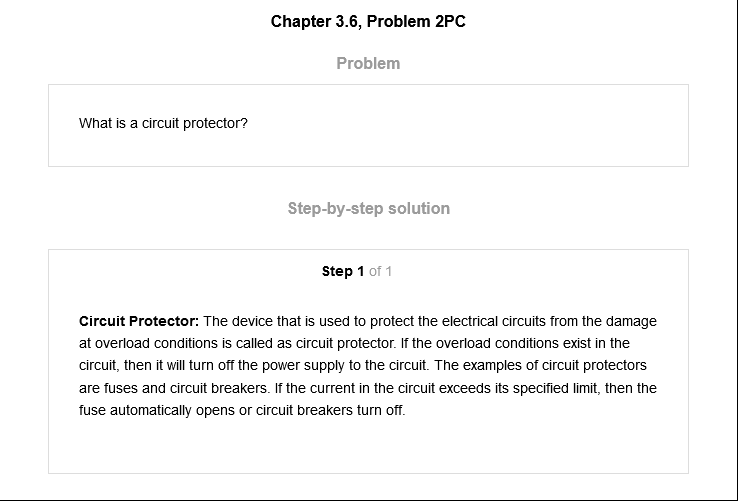 Chapter 3.6, Problem 2PC
Problem
What is a circuit protector?
Step-by-step solution
Step 1 of 1
Circuit Protector: The device that is used to protect the electrical circuits from the damage
at overload conditions is called as circuit protector. If the overload conditions exist in the
circuit, then it will turn off the power supply to the circuit. The examples of circuit protectors
are fuses and circuit breakers. If the current in the circuit exceeds its specified limit, then the
fuse automatically opens or circuit breakers turn off.